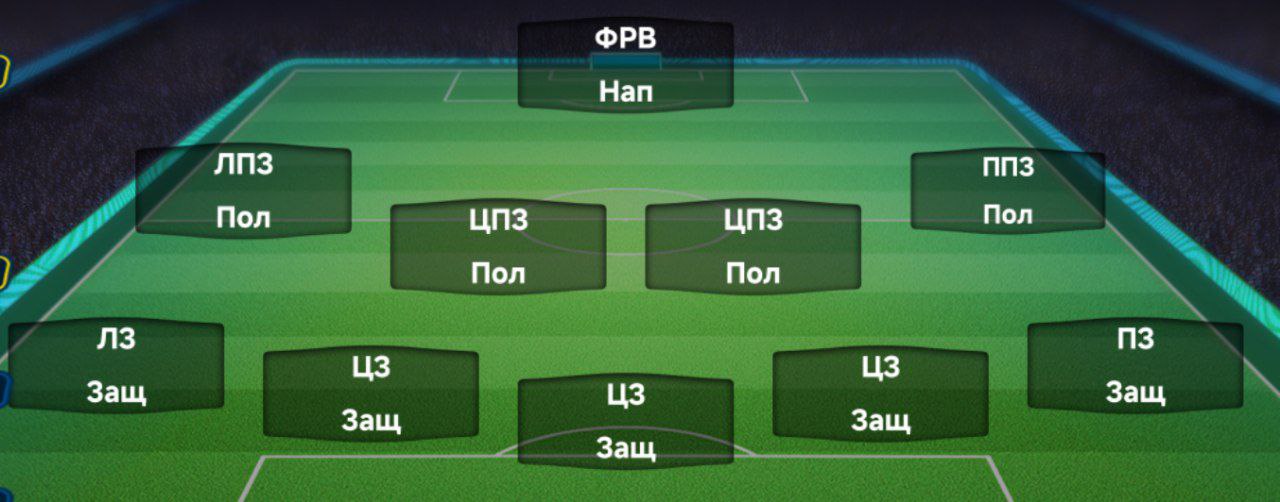 ФРВ
Нап
ЛПЗ
Пол
ППЗ
Пол
ЦПЗ
Пол
ЦПЗ
Пол
ЛЗ
Защ
ЦЗ
Защ
ЦЗ
Защ
ЦЗ
Защ
ПЗ
Защ